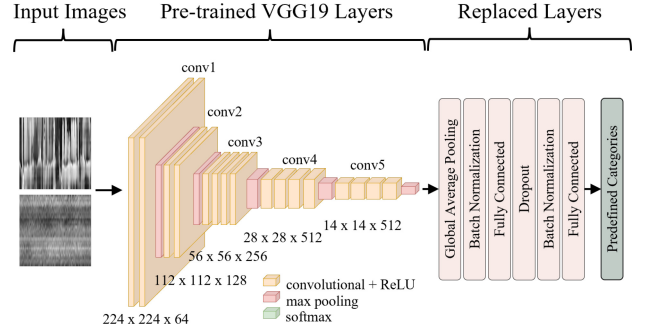 Input Images
Pre-trained VGG19 Layers
Replaced Layers
conv1
conv2
conv3
conv4
conv5
224 x 224 x 64
112 x 112 x 128
56 x 56 x 256
28 x 28 x 512
14 x 14 x 512
convolutional + ReLU
max pooling
softmax
Global Average Pooling
Batch Normalization
Fully Connected
Dropout
Batch Normalization
Fully Connected
Predefined Categories